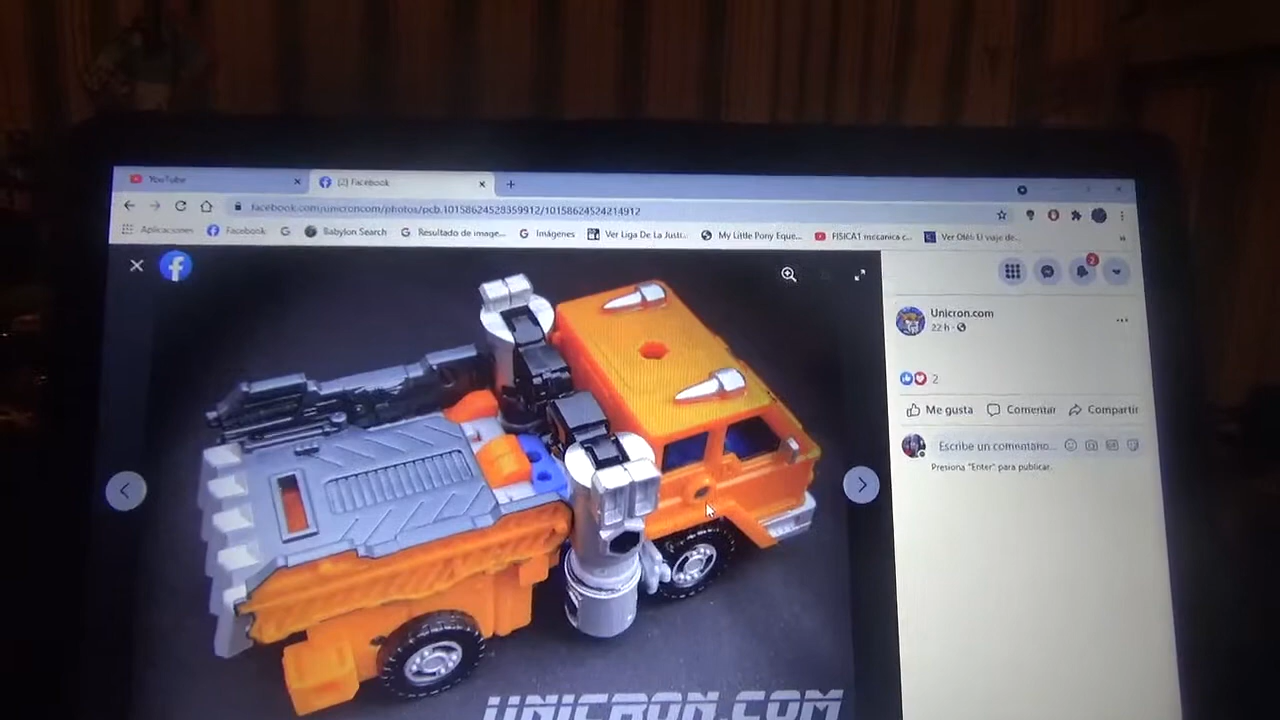 YouTube
(2) Facebook
facebook.com/unicroncom/photos/pcb.10158624528359912/10158624524214912
Aplicaciones
Facebook
Babylon Search
Resultado de image...
Imágenes
Ver Liga De La Justi...
My Little Pony Eque...
FISICA1 mecanica c...
Ver Olé: El viaje de...
2
Unicron.com
22 h
2
Me gusta
Comentar
Compartir
Escribe un comentario...
Presiona "Enter" para publicar.
UNICRON.COM